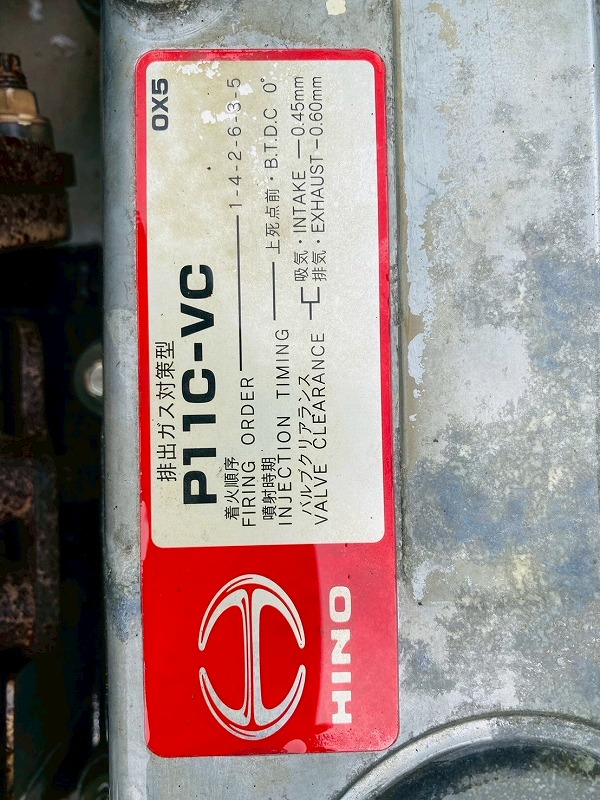 HINO
OX5
排出ガス対策型
P11C-VC
着火順序
FIRING ORDER 1-4-2-6-3-5
噴射時期
INJECTION TIMING 上死点前・B.T.D.C 0°
バルブクリアランス 吸気・INTAKE—0.45mm
VALVE CLEARANCE 排気・EXHAUST-0.60mm